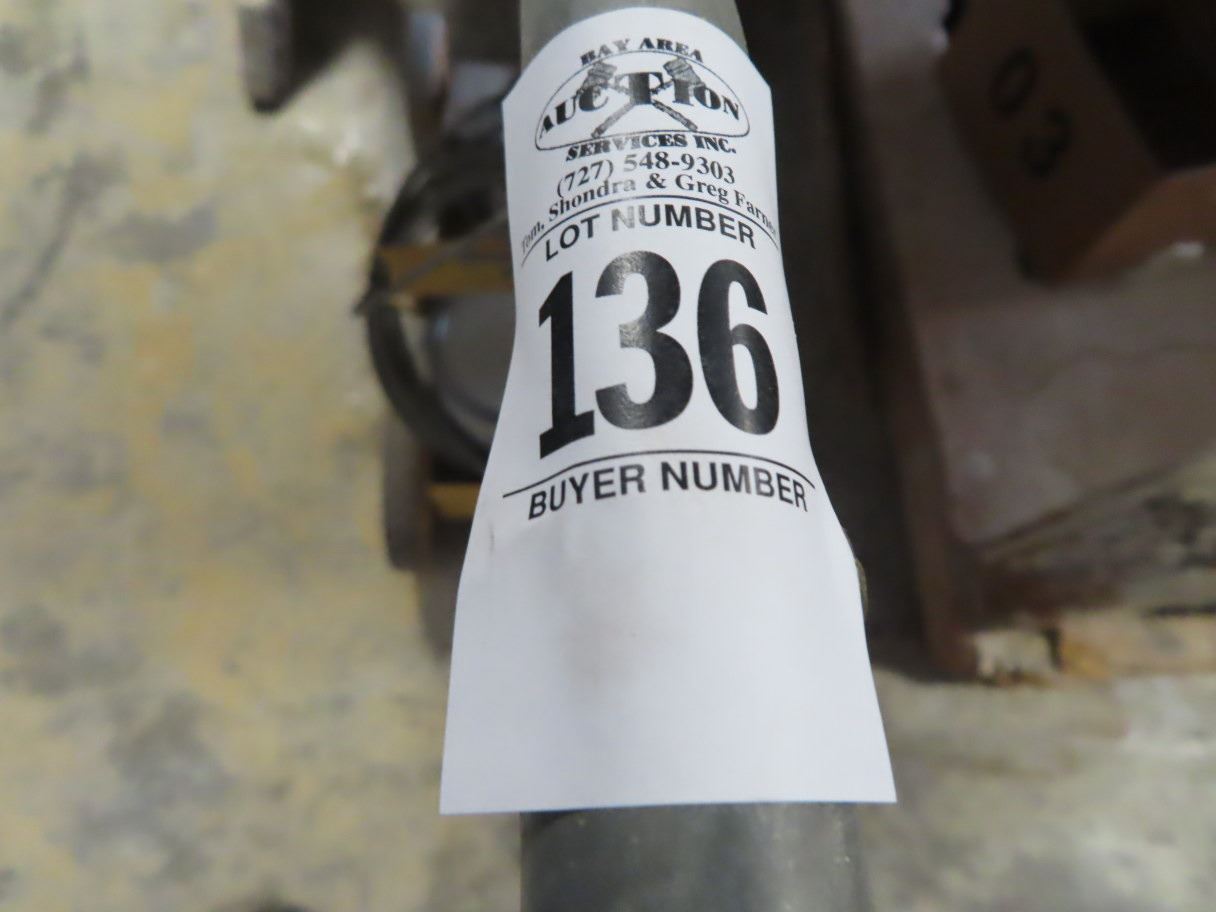 BAY AREA
AUCTION
SERVICES INC.
(727) 548-9303
Tom, Shondra & Greg
LOT NUMBER
136
BUYER NUMBER